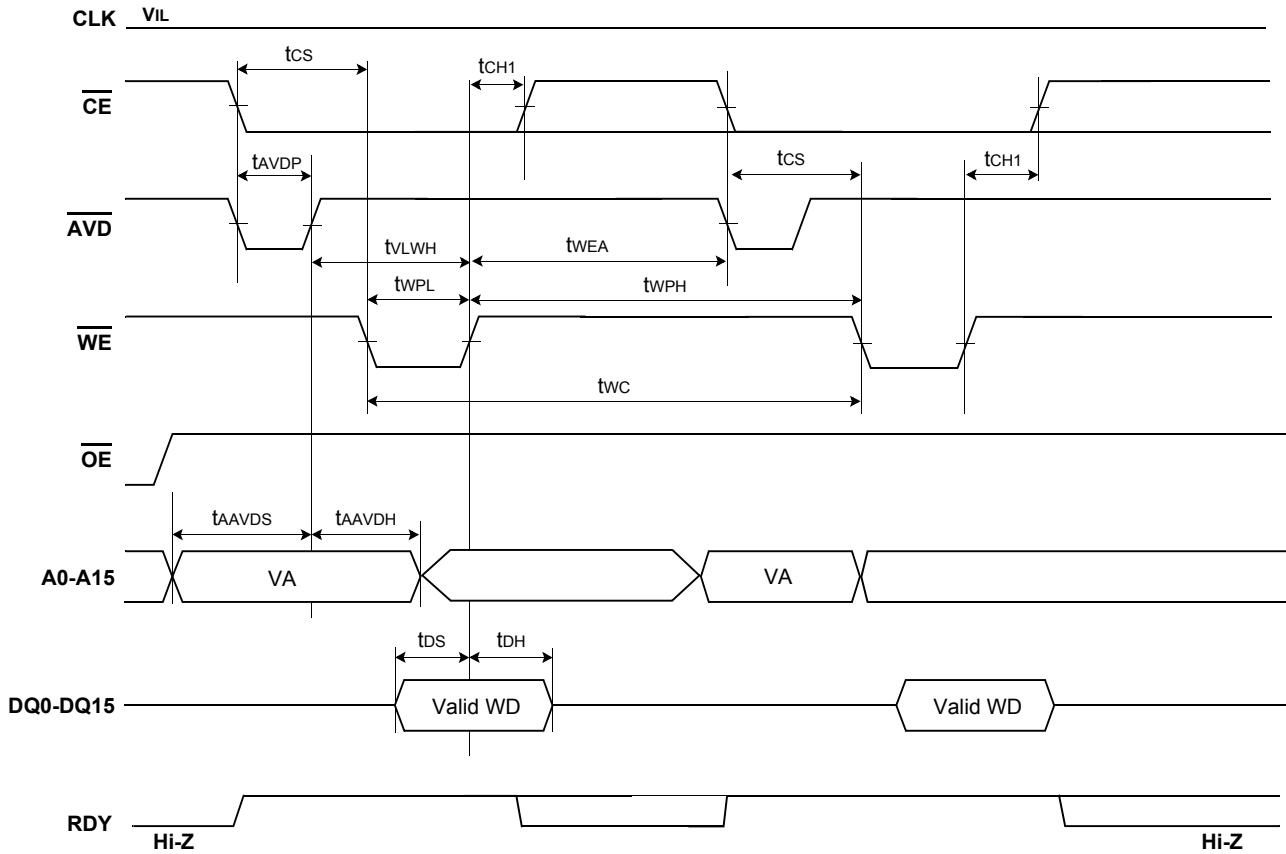 CLK VIL
tCS tCH1
CE
tAVDP tCS tCH1
AVD
tVLWH tWEA
tWPL tWPH
WE
tWC
OE
tAAVDS tAAVDH
A0-A15 VA VA
tDS tDH
DQ0-DQ15 Valid WD Valid WD
RDY
Hi-Z Hi-Z